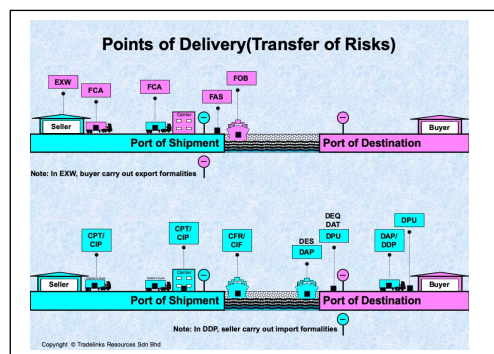 Points of Delivery(Transfer of Risks)
EXW
FCA
FCA
FAS
FOB
Carrier
Seller
Buyer
Port of Shipment
Port of Destination
Note: In EXW, buyer carry out export formalities
CPT/
CIP
CPT/
CIP
CFR/
CIF
DES
DAP
DEQ
DAT
DPU
DAP/
DDP
DPU
Carrier
Seller
Buyer
Port of Shipment
Port of Destination
Note: In DDP, seller carry out import formalities
Copyright © Tradelinks Resources Sdn Bhd